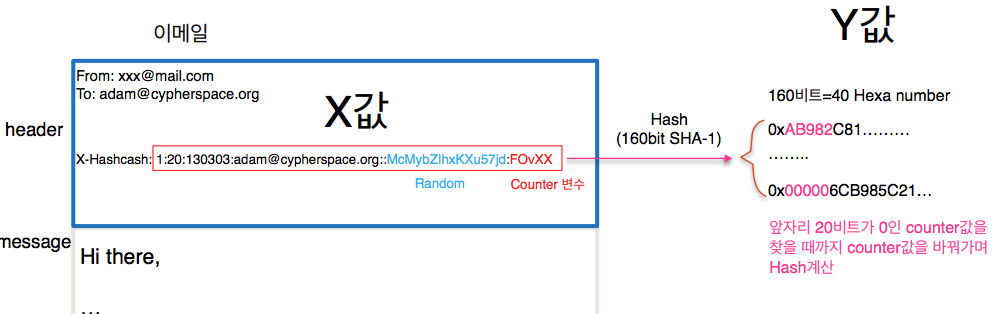 이메일
Y값
From: xxx@mail.com
To: adam@cypherspace.org
X값
header
X-Hashcash: 1:20:130303:adam@cypherspace.org::McMybZIhxKXu57jd:FOvXX
Random
Counter 변수
Hash
(160bit SHA-1)
160비트=40 Hexa number
0xAB982C81………
……..
0x000006CB985C21…
앞자리 20비트가 0인 counter값을
찾을 때까지 counter값을 바꿔가며
Hash계산
message
Hi there,
…